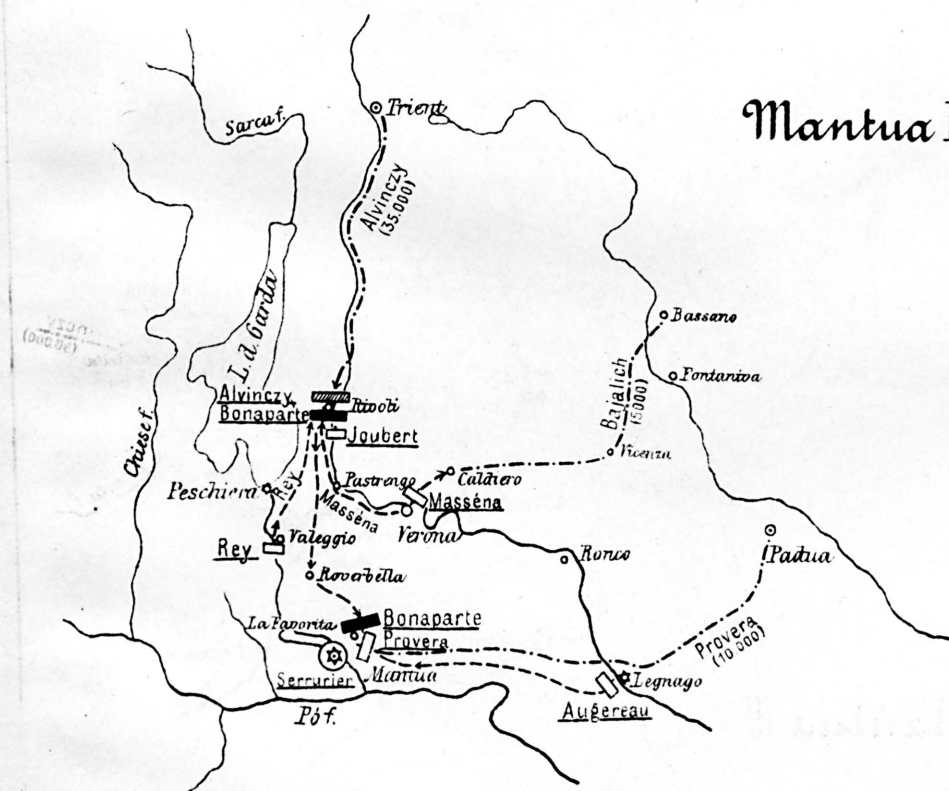 Mantua
Sarca f.
Trient
Alvinczy
(35.000)
L. d. Garda
Bassano
Fontaniva
Bajalich
(5000)
Vicenza
Alvinczy
Bonaparte
Rivoli
Joubert
Chiese f.
Peschiera
Rey
Pastrengo
Masséna
Caldiero
Masséna
Verona
Valeggio
Rey
Ronco
Padua
Roverbella
La Favorita
Bonaparte
Provera
Provera
(10.000)
Serrurier
Mantua
Legnago
Augereau
Pó f.